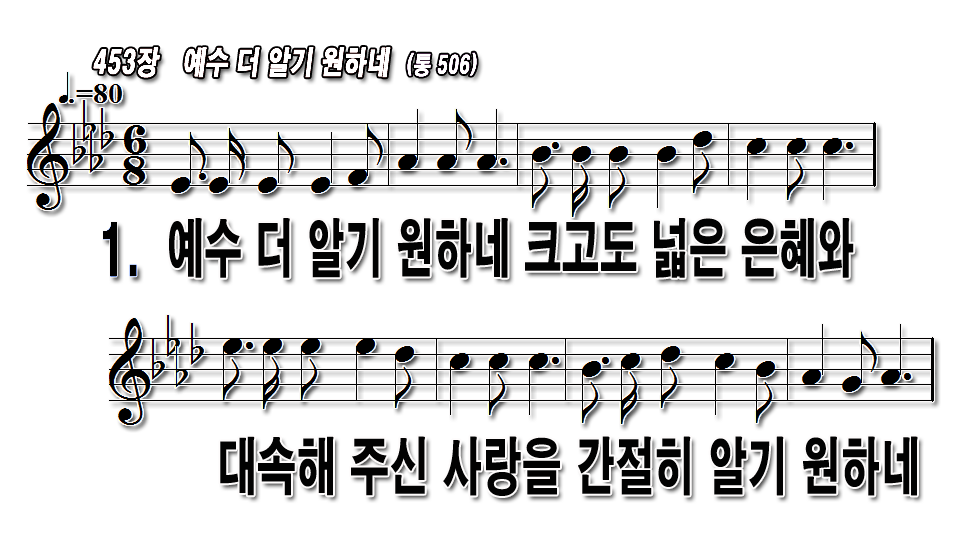 453장 예수 더 알기 원하네 (통 506)
♩.=80
6
8
1. 예수 더 알기 원하네 크고도 넓은 은혜와
대속해 주신 사랑을 간절히 알기 원하네